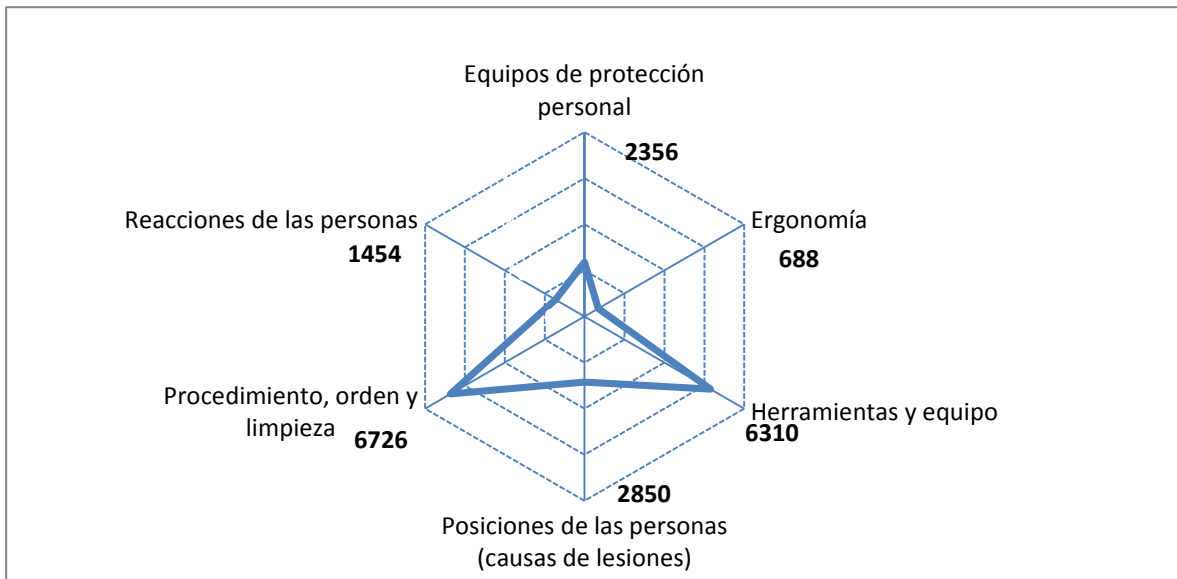 Equipos de protección
personal
2356
Ergonomía
688
Herramientas y equipo
6310
2850
Posiciones de las personas
(causas de lesiones)
Procedimiento, orden y
limpieza
6726
Reacciones de las personas
1454